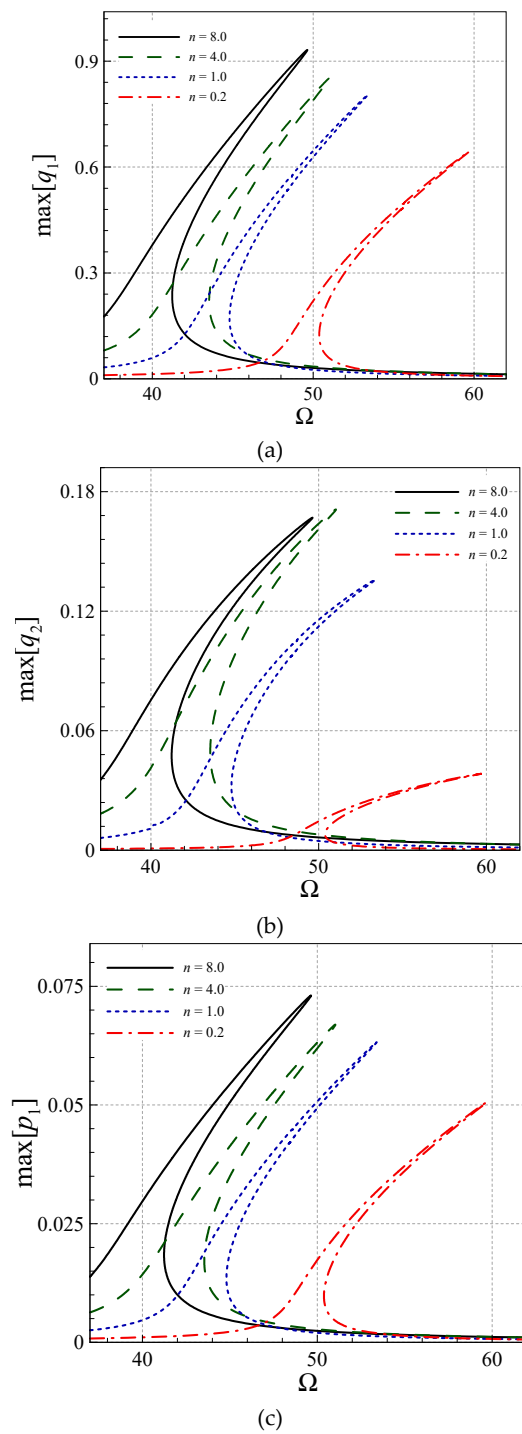 max[q₁]
0.9
0.6
0.3
0
n = 8.0
n = 4.0
n = 1.0
n = 0.2
40
50
60
Ω
(a)
max[q₂]
0.18
0.12
0.06
0
n = 8.0
n = 4.0
n = 1.0
n = 0.2
40
50
60
Ω
(b)
max[p₁]
0.075
0.05
0.025
0
n = 8.0
n = 4.0
n = 1.0
n = 0.2
40
50
60
Ω
(c)